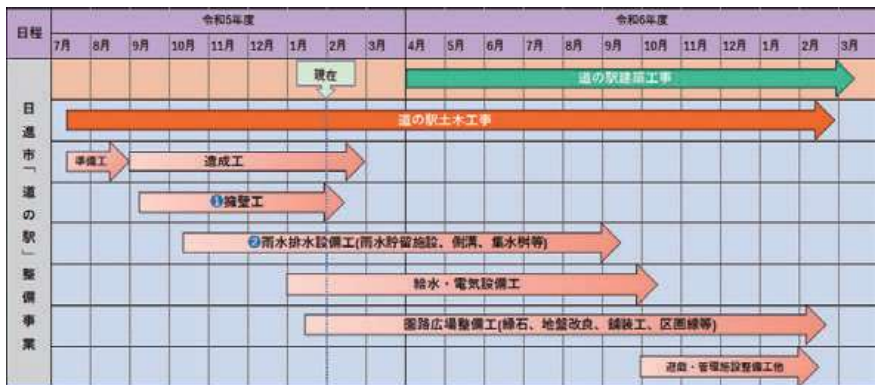 日程
令和5年度
令和6年度
7月 8月 9月 10月 11月 12月 1月 2月 3月 4月 5月 6月 7月 8月 9月 10月 11月 12月 1月 2月 3月
日進市「道の駅」整備事業
現在
道の駅建築工事
道の駅土木工事
準備工
造成工
❶擁壁工
❷雨水排水設備工(雨水貯留施設、側溝、集水桝等)
給水・電気設備工
園路広場整備工(縁石、地盤改良、舗装工、区画線等)
遊戯・管理施設整備工他